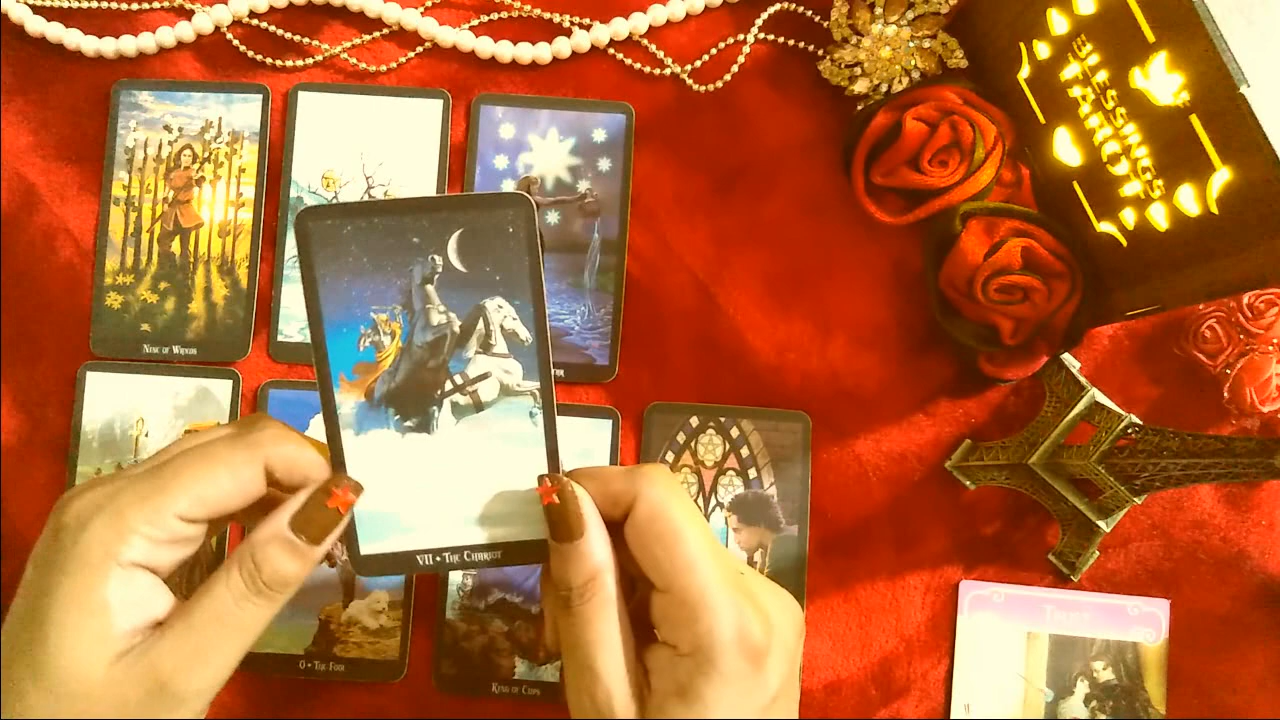 BLESSINGS
TAROT
NINE OF WANDS
VII • THE CHARIOT
0 • THE FOOL
KING OF CUPS